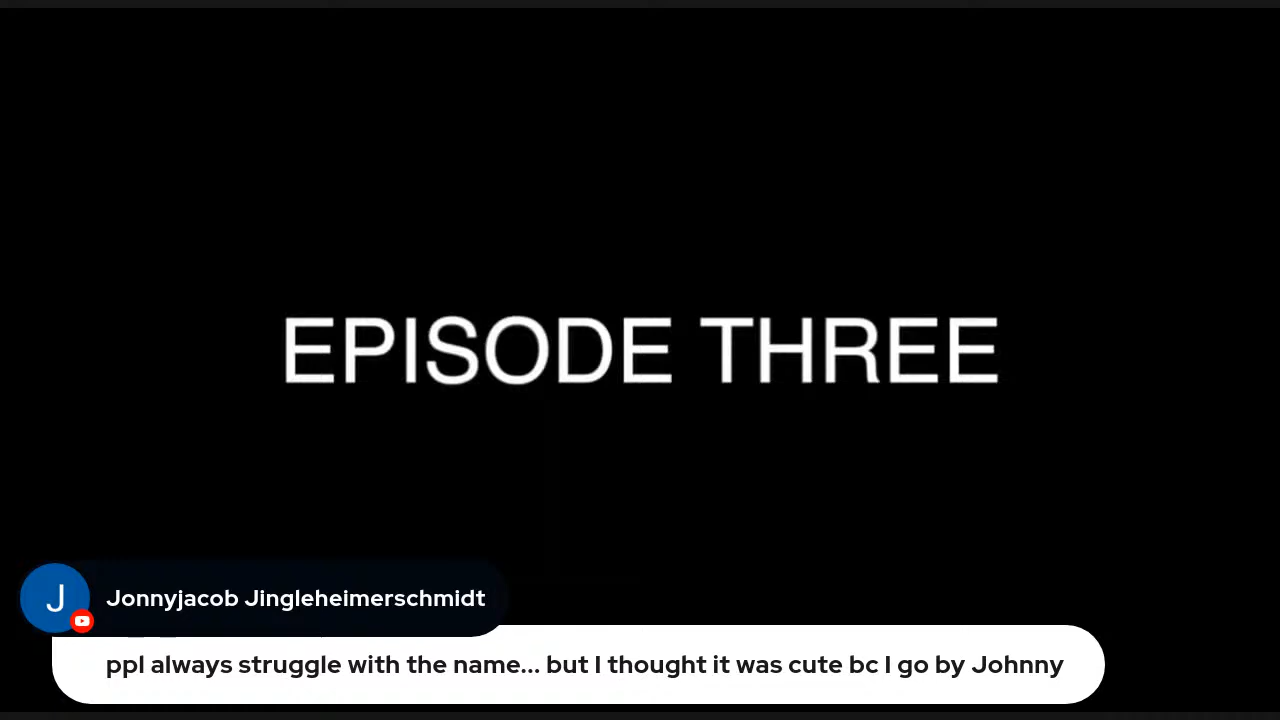 EPISODE THREE
J
Jonnyjacob Jingleheimerschmidt
ppl always struggle with the name... but I thought it was cute bc I go by Johnny